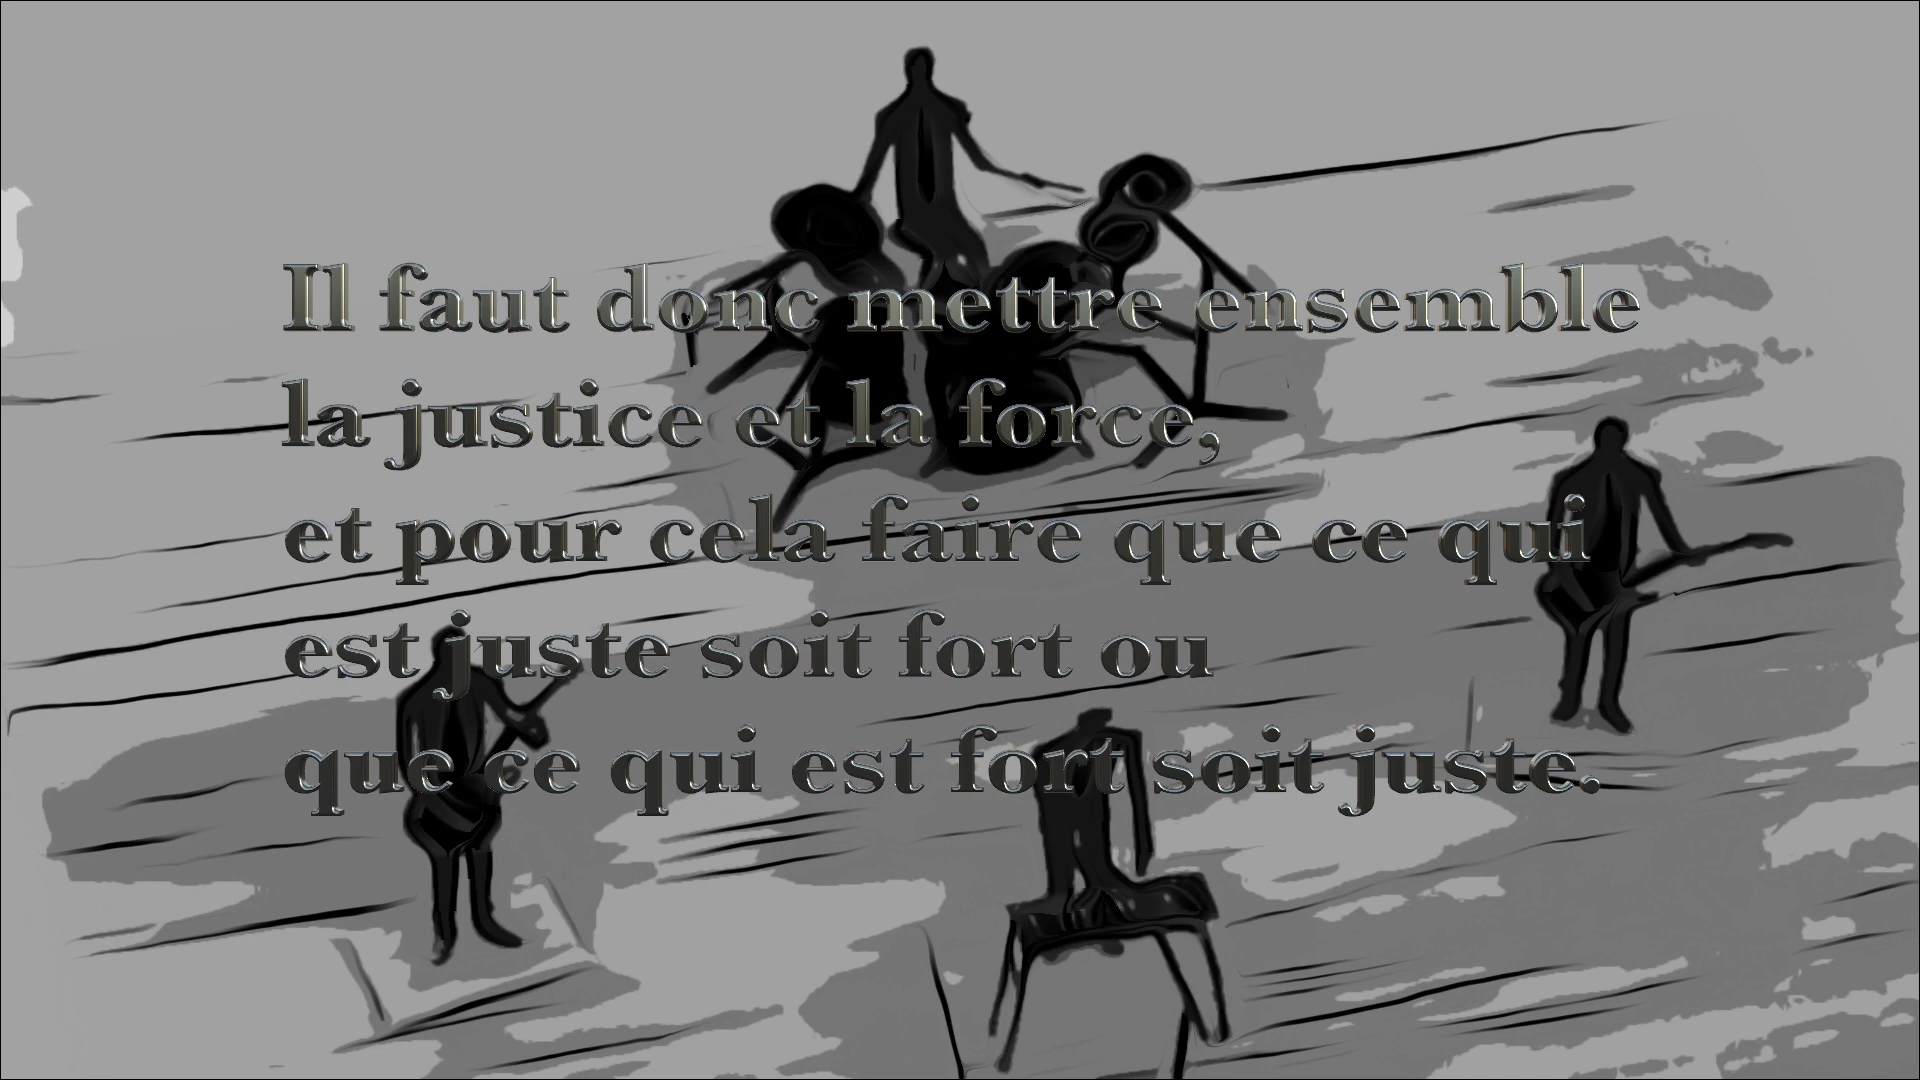 Il faut donc mettre ensemble
la justice et la force,
et pour cela faire que ce qui
est juste soit fort ou
que ce qui est fort soit juste.